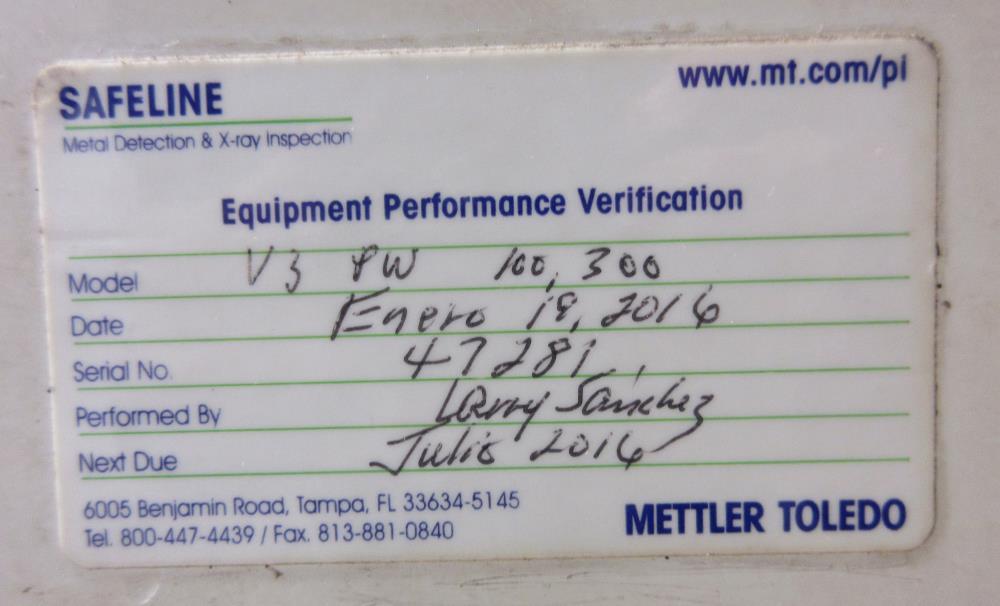 SAFELINE
www.mt.com/pi
Metal Detection & X-ray Inspection
Equipment Performance Verification
Model V3 PW 100, 300
Date Enero 19, 2016
Serial No. 47281
Performed By Larry Sánchez
Next Due Julio 2016
6005 Benjamin Road, Tampa, FL 33634-5145
Tel. 800-447-4439 / Fax. 813-881-0840
METTLER TOLEDO